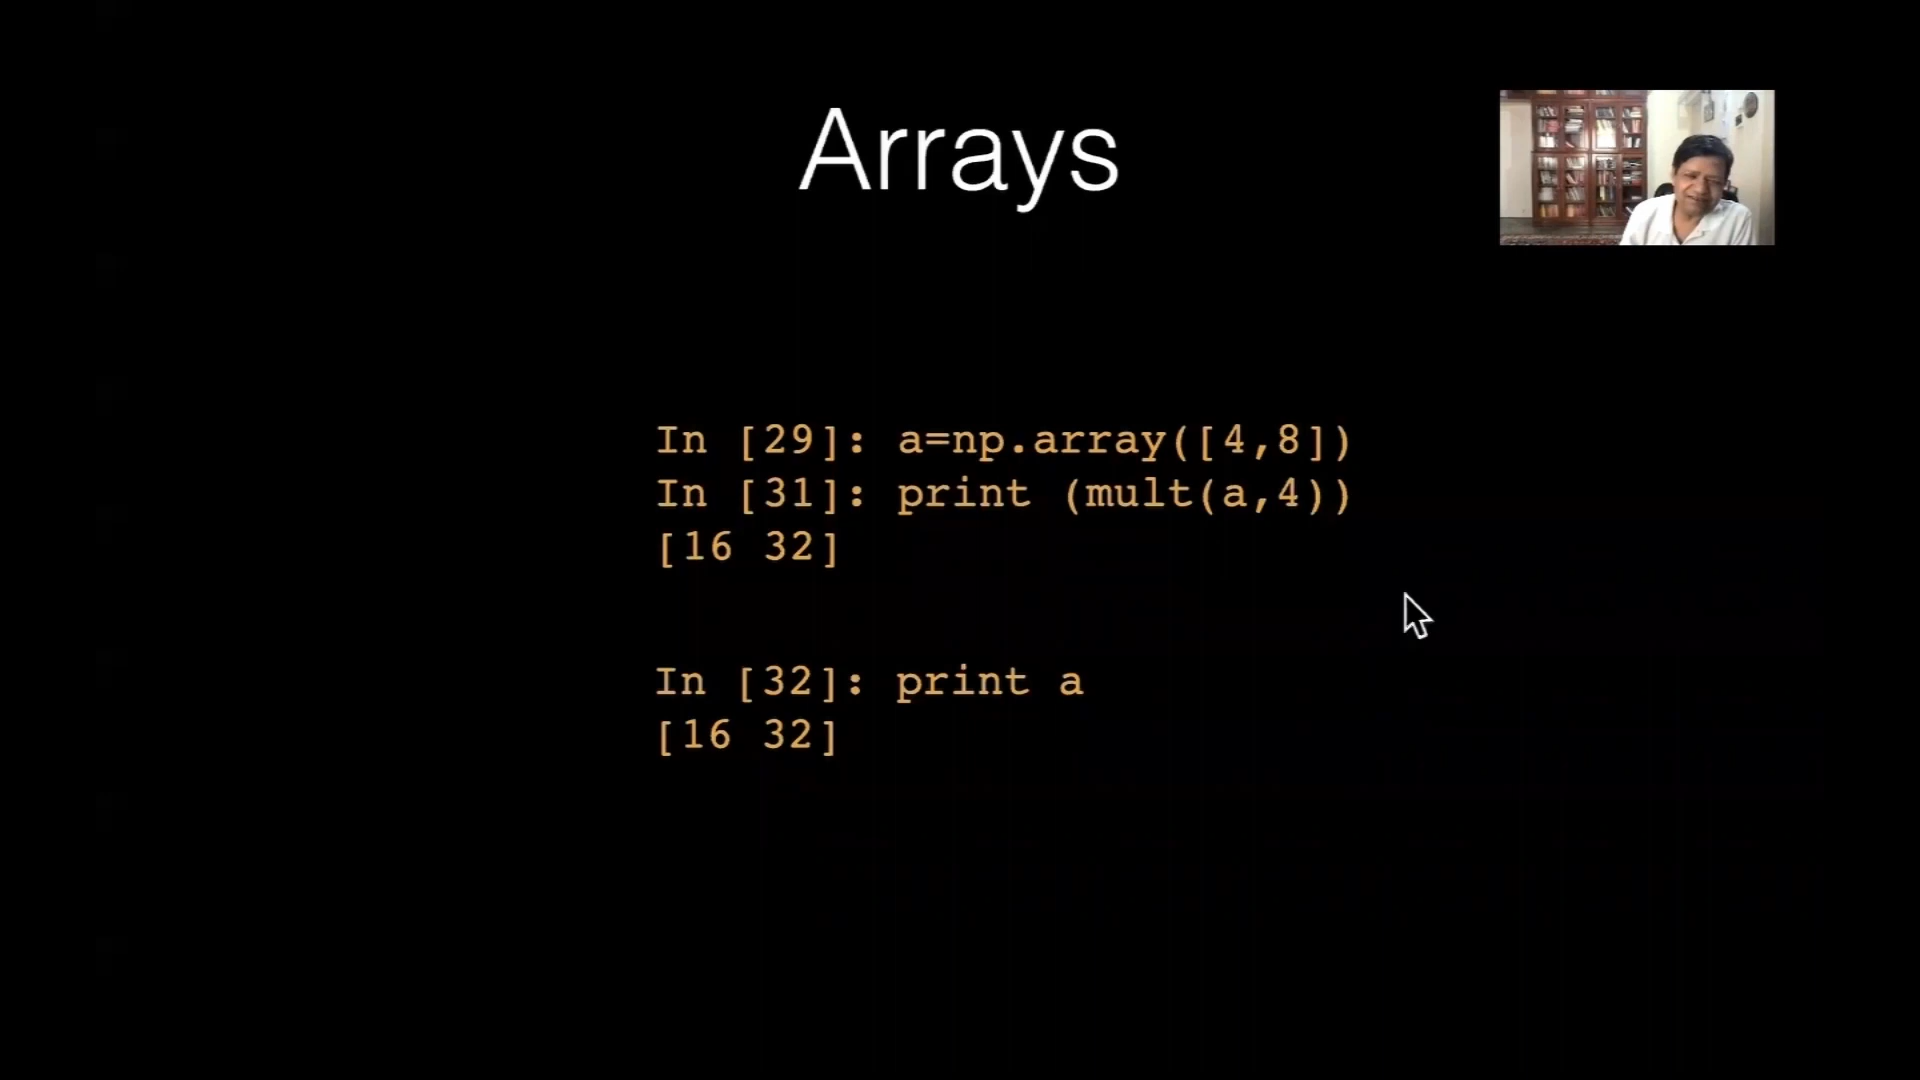 Arrays
In [29]: a=np.array([4,8])
In [31]: print (mult(a,4))
[16 32]
In [32]: print a
[16 32]